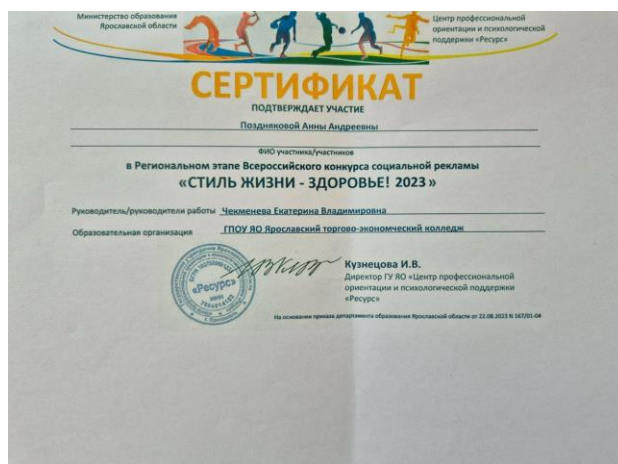 Министерство образования
Ярославской области
Центр профессиональной
ориентации и психологической
поддержки «Ресурс»
СЕРТИФИКАТ
ПОДТВЕРЖДАЕТ УЧАСТИЕ
Поздняковой Анны Андреевны
ФИО участника/участников
в Региональном этапе Всероссийского конкурса социальной рекламы
«СТИЛЬ ЖИЗНИ - ЗДОРОВЬЕ! 2023»
Руководитель/руководители работы Чекменева Екатерина Владимировна
Образовательная организация ГПОУ ЯО Ярославский торгово-экономческий колледж
«Ресурс»
Кузнецова И.В.
Директор ГУ ЯО «Центр профессиональной
ориентации и психологической поддержки
«Ресурс»
На основании приказа департамента образования Ярославской области от 22.08.2023 N 167/01-04